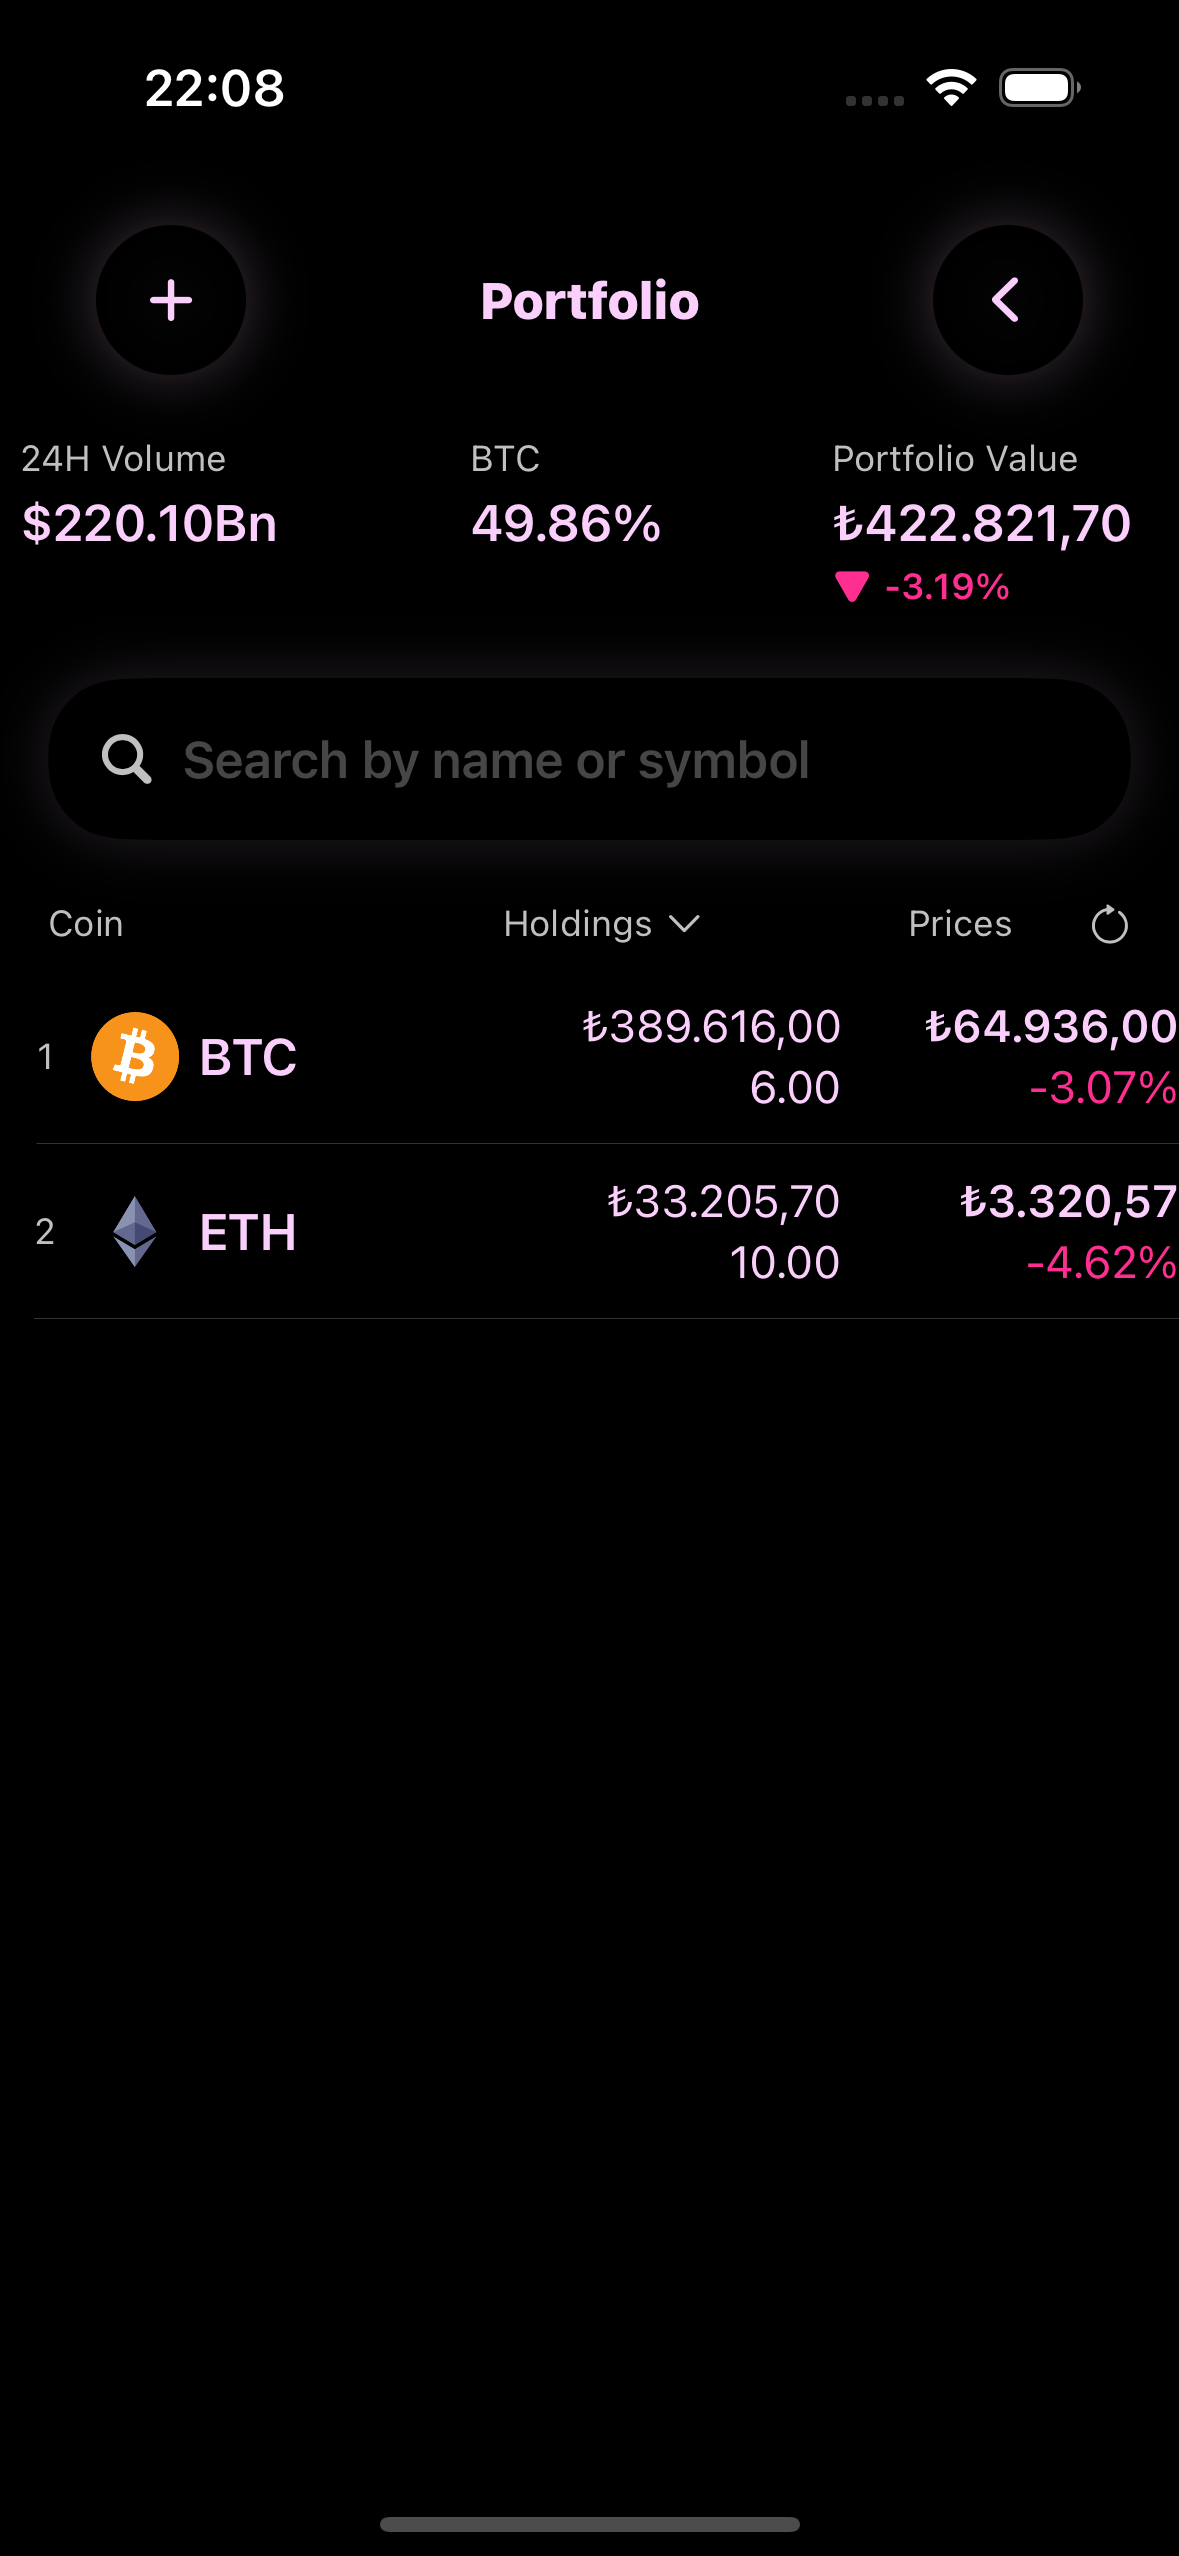 22:08
Portfolio
24H Volume
$220.10Bn
BTC
49.86%
Portfolio Value
₺422.821,70
-3.19%
Search by name or symbol
Coin Holdings Prices
1 BTC ₺389.616,00 ₺64.936,00
6.00 -3.07%
2 ETH ₺33.205,70 ₺3.320,57
10.00 -4.62%